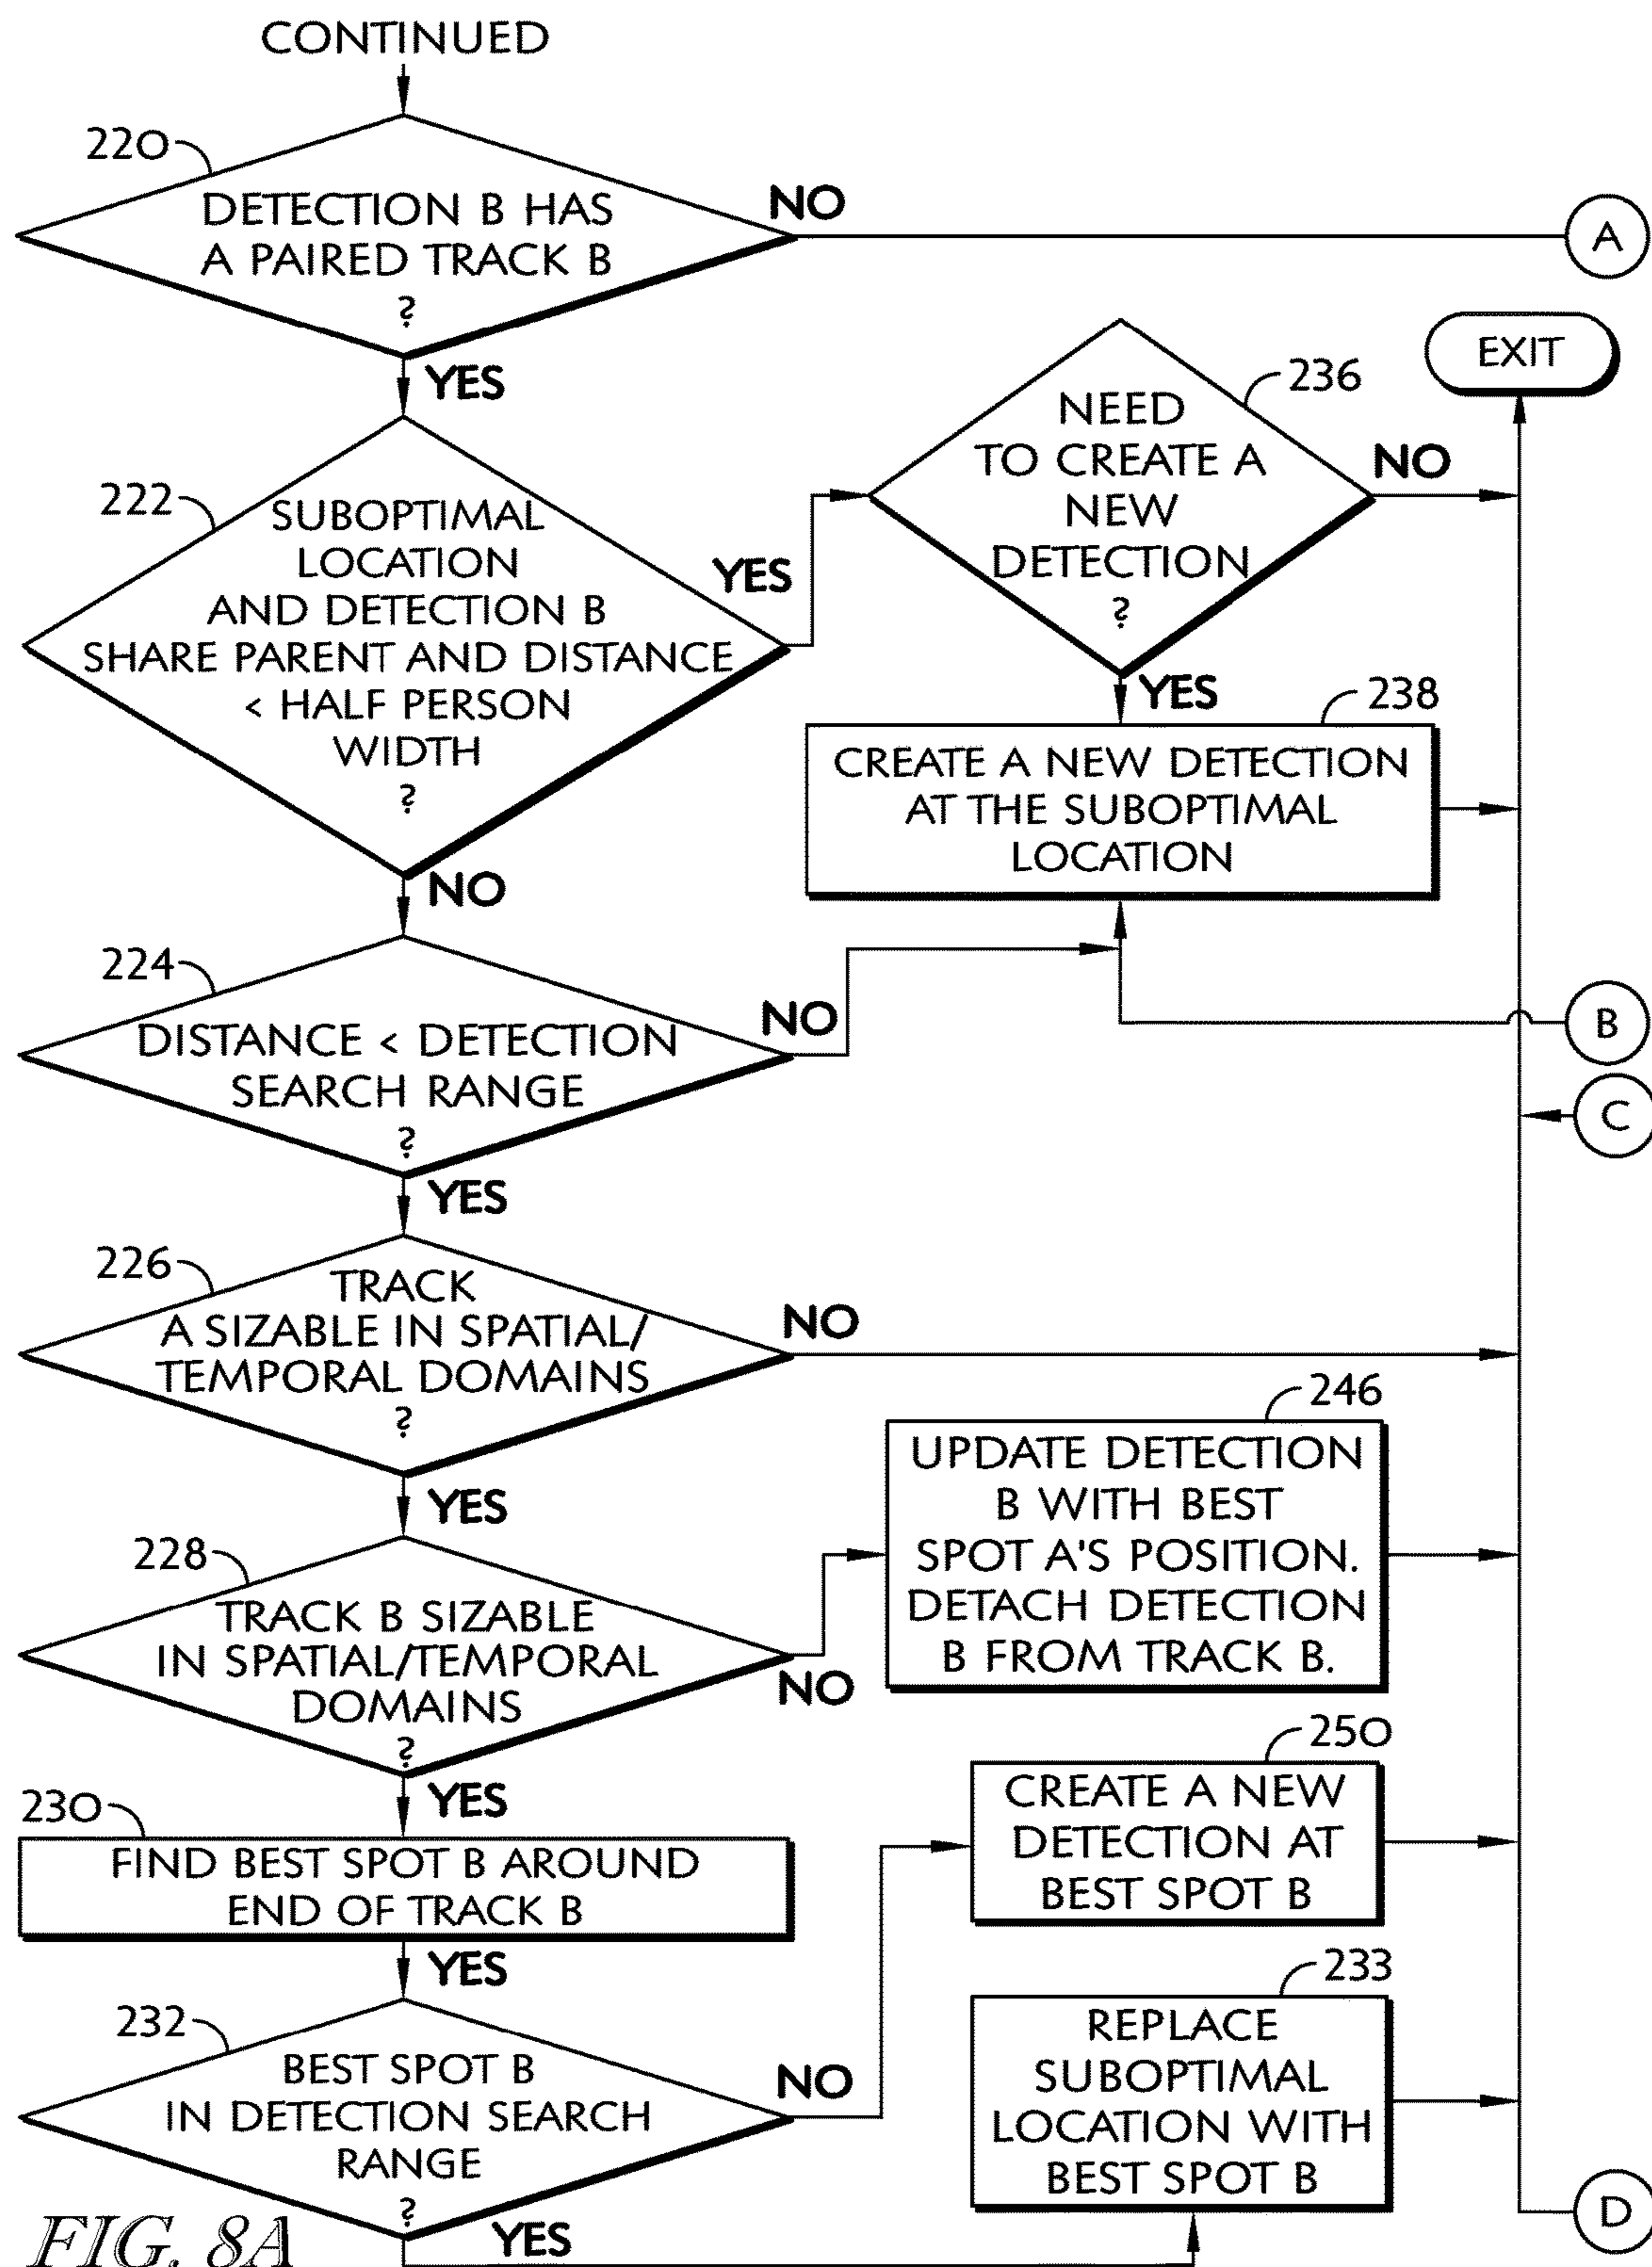 CONTINUED
220
DETECTION B HAS
A PAIRED TRACK B
?
NO
A
YES
EXIT
236
NEED
TO CREATE A
NEW
DETECTION
?
NO
YES
222
SUBOPTIMAL
LOCATION
AND DETECTION B
SHARE PARENT AND DISTANCE
< HALF PERSON
WIDTH
?
YES
NO
238
CREATE A NEW DETECTION
AT THE SUBOPTIMAL
LOCATION
224
DISTANCE < DETECTION
SEARCH RANGE
?
NO
YES
B
C
226
TRACK
A SIZABLE IN SPATIAL/
TEMPORAL DOMAINS
?
NO
YES
246
UPDATE DETECTION
B WITH BEST
SPOT A'S POSITION.
DETACH DETECTION
B FROM TRACK B.
228
TRACK B SIZABLE
IN SPATIAL/TEMPORAL
DOMAINS
?
NO
YES
250
CREATE A NEW
DETECTION AT
BEST SPOT B
230
FIND BEST SPOT B AROUND
END OF TRACK B
YES
233
REPLACE
SUBOPTIMAL
LOCATION WITH
BEST SPOT B
232
BEST SPOT B
IN DETECTION SEARCH
RANGE
?
NO
YES
D
FIG. 8A